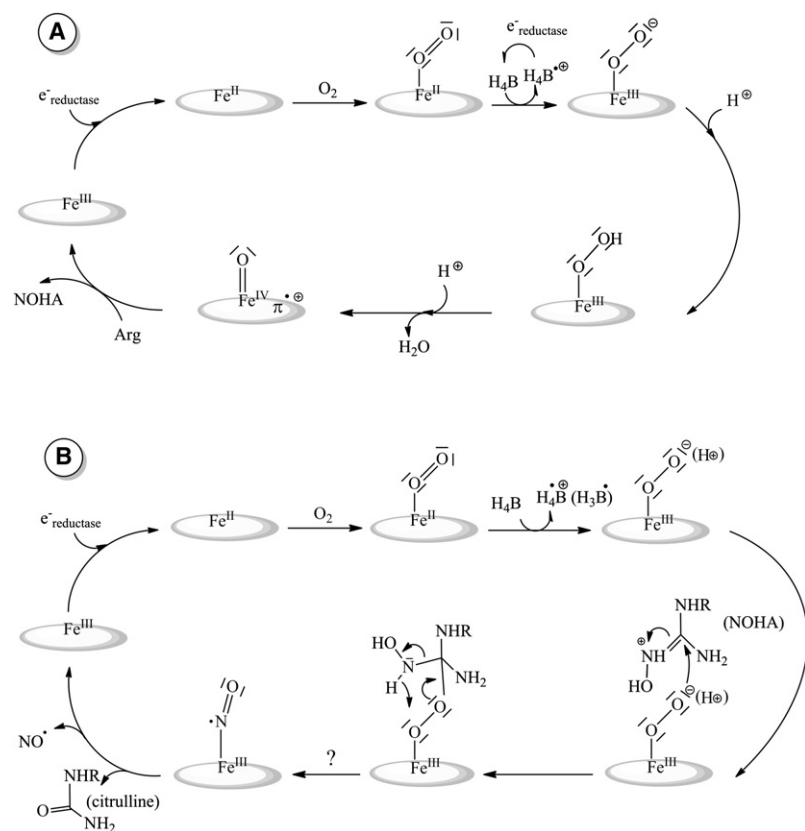 A
e⁻reductase
Fe^II
O₂
O
O
Fe^II
e⁻reductase
H₄B H₄B•⊕
O
O ⊖
Fe^III
H⊕
Fe^III
NOHA
Arg
O
Fe^IV
π•⊕
H⊕
H₂O
OH
O
Fe^III
B
e⁻reductase
Fe^II
O₂
O
O
Fe^II
H₄B H₄B•⊕ (H₃B•)
O
O ⊖(H⊕)
Fe^III
Fe^III
NO•
NHR
O
NH₂
(citrulline)
O
•N
Fe^III
?
HO
N
H
NHR
NH₂
O
O
Fe^III
NHR
(NOHA)
⊕
NH
NH₂
HO
O ⊖(H⊕)
O
Fe^III